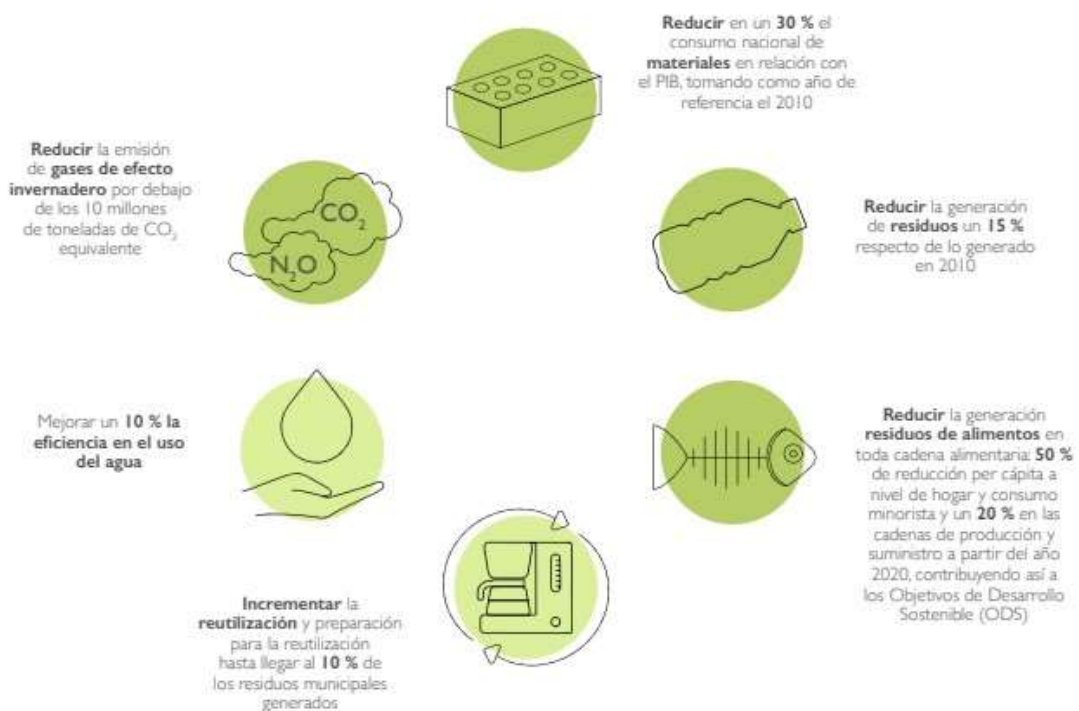 Reducir en un 30 % el
consumo nacional de
materiales en relación con
el PIB, tomando como año de
referencia el 2010
Reducir la emisión
de gases de efecto
invernadero por debajo
de los 10 millones
de toneladas de CO₂
equivalente
CO₂
N₂O
Reducir la generación
de residuos un 15 %
respecto de lo generado
en 2010
Mejorar un 10 % la
eficiencia en el uso
del agua
Reducir la generación
residuos de alimentos en
toda cadena alimentaria: 50 %
de reducción per cápita a
nivel de hogar y consumo
minorista y un 20 % en las
cadenas de producción y
suministro a partir del año
2020, contribuyendo así a
los Objetivos de Desarrollo
Sostenible (ODS)
Incrementar la
reutilización y preparación
para la reutilización
hasta llegar al 10 % de
los residuos municipales
generados